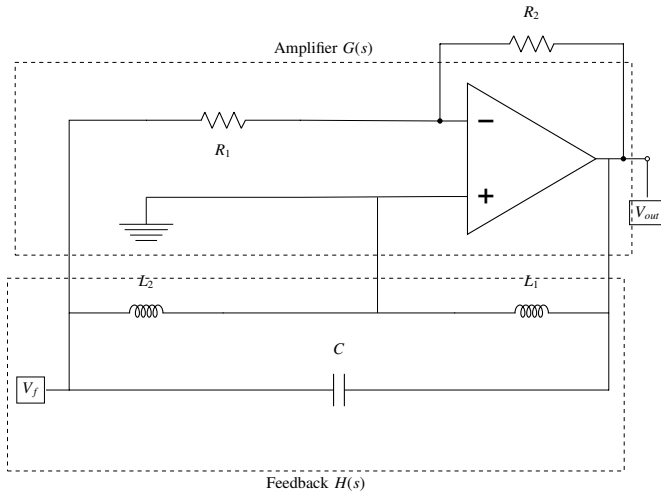 R2
Amplifier G(s)
R1
−
+
Vout
L2
L1
C
Vf
Feedback H(s)